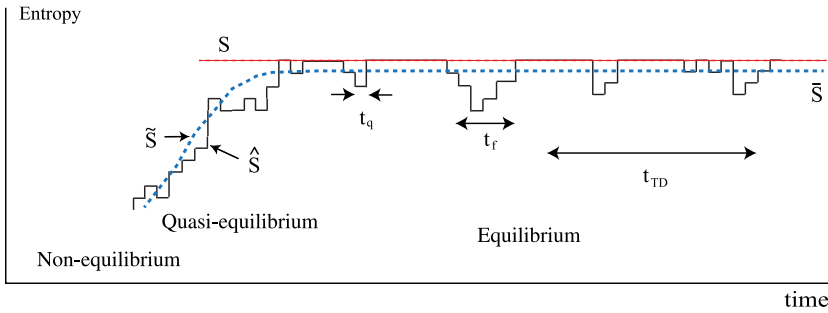 Entropy
S
S̄
t_q
S̃
Ŝ
t_f
t_TD
Quasi-equilibrium
Equilibrium
Non-equilibrium
time